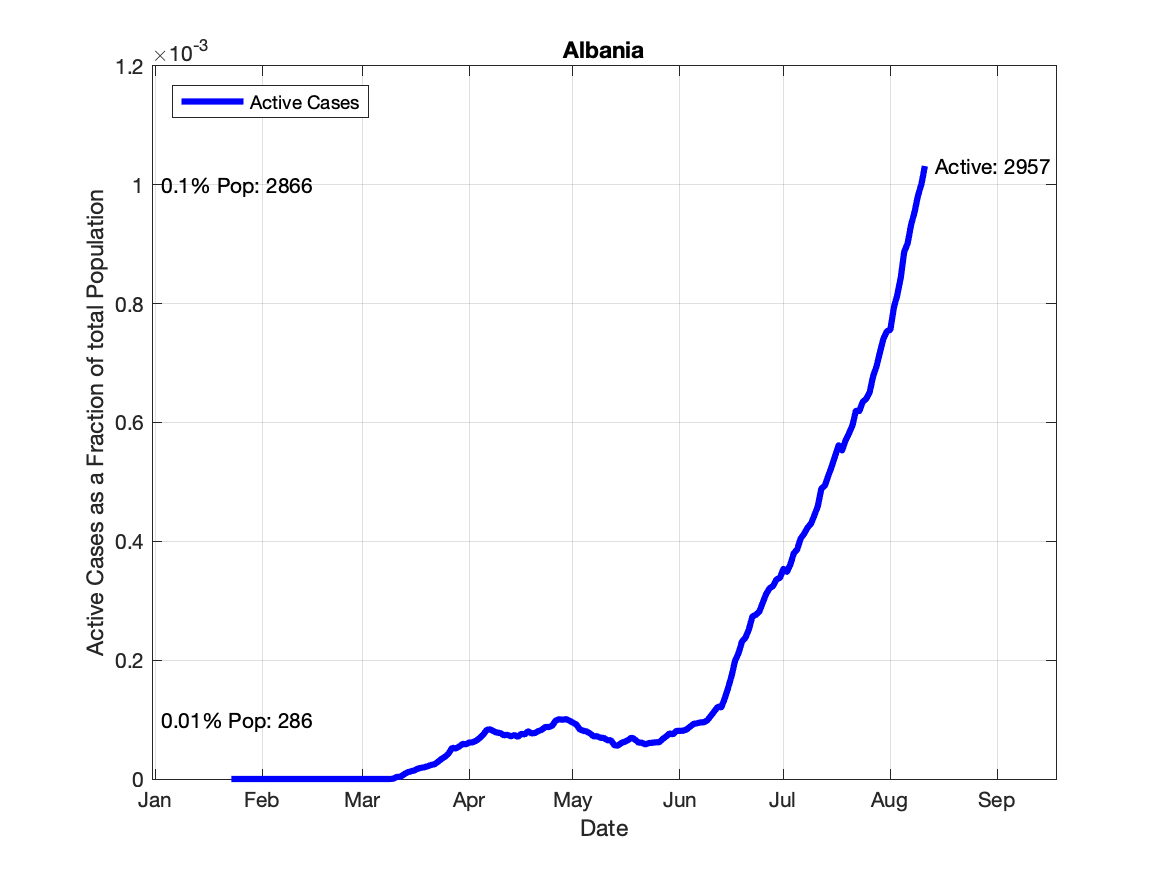 Albania
×10-3
1.2
1
0.8
0.6
0.4
0.2
0
Active Cases
0.1% Pop: 2866
Active: 2957
0.01% Pop: 286
Active Cases as a Fraction of total Population
Jan Feb Mar Apr May Jun Jul Aug Sep
Date